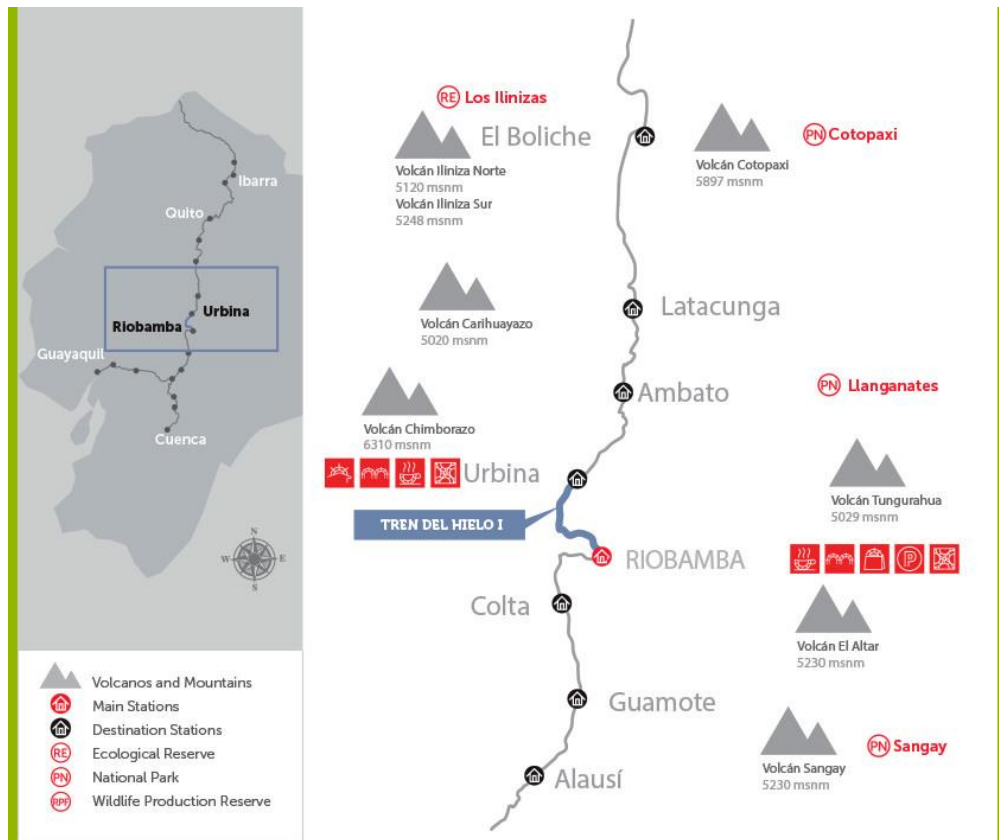 Ibarra
Quito
Urbina
Riobamba
Guayaquil
Cuenca
N
W E
S
Volcanos and Mountains
Main Stations
Destination Stations
RE Ecological Reserve
PN National Park
RPF Wildlife Production Reserve
RE Los Ilinizas
El Boliche
Volcán Iliniza Norte
5120 msnm
Volcán Iliniza Sur
5248 msnm
Volcán Cotopaxi
5897 msnm
PN Cotopaxi
Volcán Carihuayazo
5020 msnm
Latacunga
Volcán Chimborazo
6310 msnm
Ambato
PN Llanganates
Urbina
Volcán Tungurahua
5029 msnm
TREN DEL HIELO I
RIOBAMBA
P
Colta
Volcán El Altar
5230 msnm
Guamote
Volcán Sangay
5230 msnm
PN Sangay
Alausí